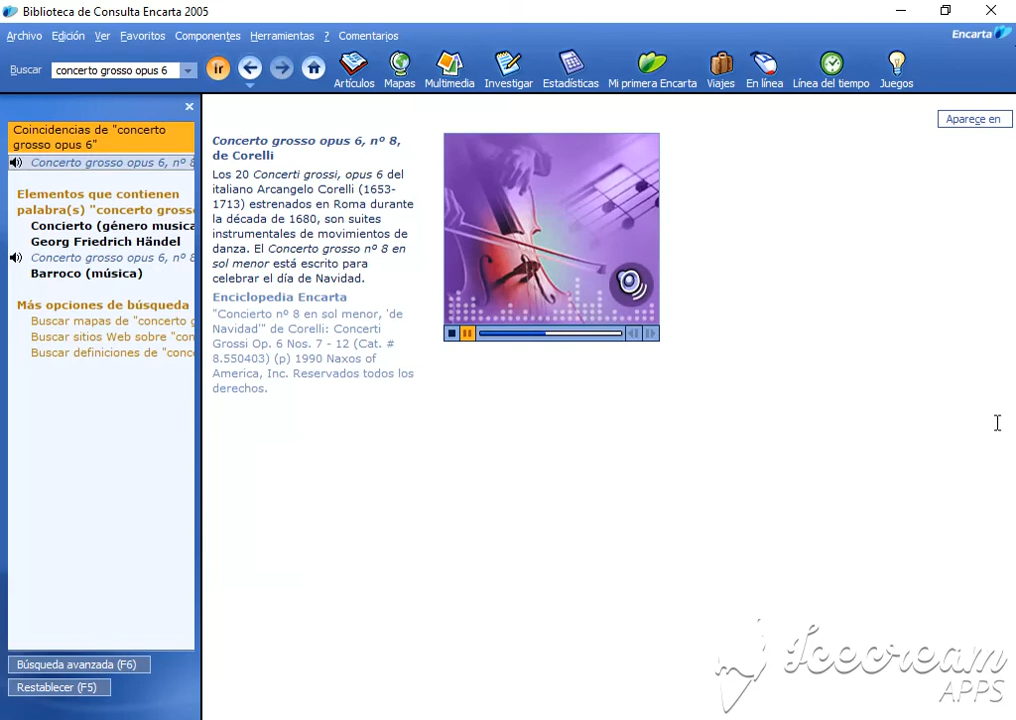 Biblioteca de Consulta Encarta 2005
Archivo Edición Ver Favoritos Componentes Herramientas ? Comentarios
Encarta
Buscar concerto grosso opus 6 ir
Artículos Mapas Multimedia Investigar Estadísticas Mi primera Encarta Viajes En línea Línea del tiempo Juegos
Aparece en
Coincidencias de "concerto
grosso opus 6"
Concerto grosso opus 6, nº 8
Elementos que contienen
palabra(s) "concerto grosso
Concierto (género musica
Georg Friedrich Händel
Concerto grosso opus 6, nº 8
Barroco (música)
Más opciones de búsqueda
Buscar mapas de "concerto g
Buscar sitios Web sobre "con
Buscar definiciones de "conc
Búsqueda avanzada (F6)
Restablecer (F5)
Concerto grosso opus 6, nº 8,
de Corelli
Los 20 Concerti grossi, opus 6 del
italiano Arcangelo Corelli (1653-
1713) estrenados en Roma durante
la década de 1680, son suites
instrumentales de movimientos de
danza. El Concerto grosso nº 8 en
sol menor está escrito para
celebrar el día de Navidad.
Enciclopedia Encarta
"Concierto nº 8 en sol menor, 'de
Navidad'" de Corelli: Concerti
Grossi Op. 6 Nos. 7 - 12 (Cat. #
8.550403) (p) 1990 Naxos of
America, Inc. Reservados todos los
derechos.
Icecream
APPS